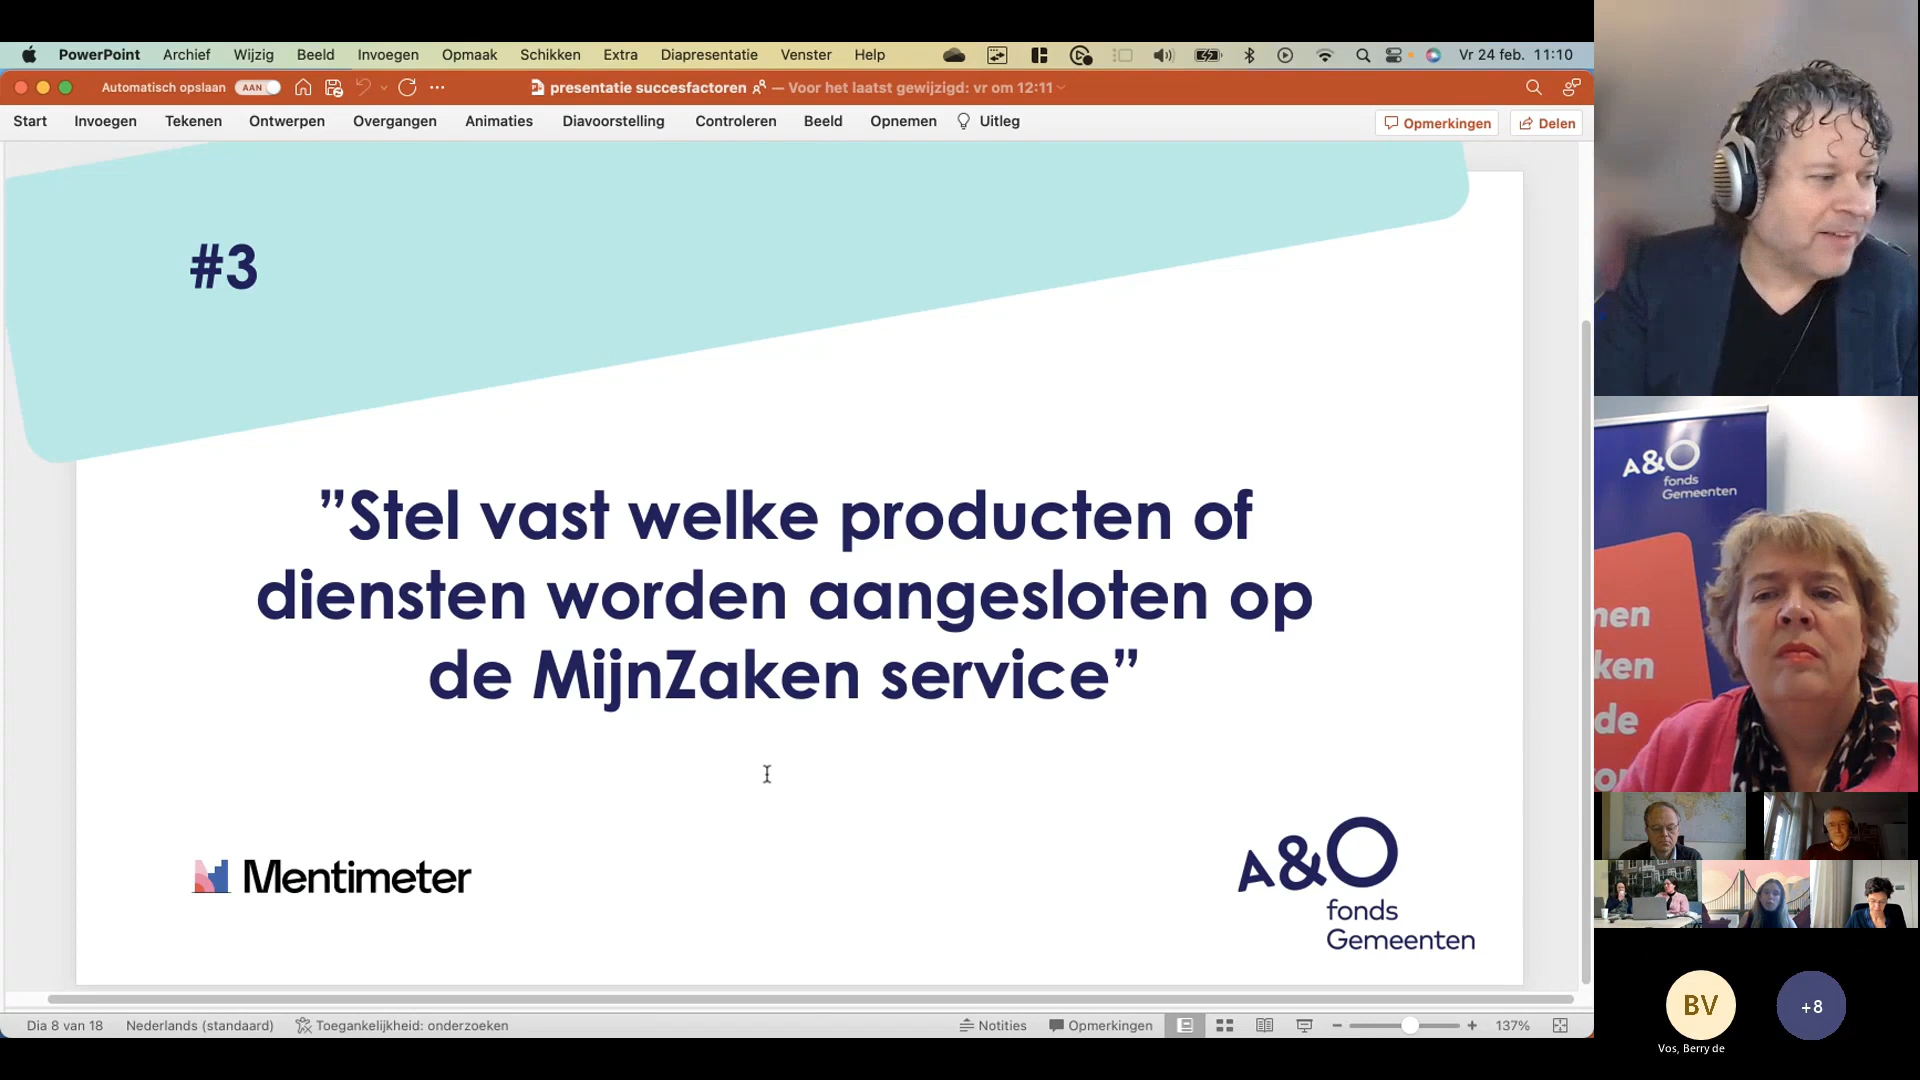 PowerPoint Archief Wijzig Beeld Invoegen Opmaak Schikken Extra Diapresentatie Venster Help Vr 24 feb. 11:10
Automatisch opslaan AAN presentatie succesfactoren — Voor het laatst gewijzigd: vr om 12:11
Start Invoegen Tekenen Ontwerpen Overgangen Animaties Diavoorstelling Controleren Beeld Opnemen Uitleg Opmerkingen Delen
#3
”Stel vast welke producten of
diensten worden aangesloten op
de MijnZaken service”
Mentimeter
A&O
fonds
Gemeenten
Dia 8 van 18 Nederlands (standaard) Toegankelijkheid: onderzoeken Notities Opmerkingen 137%
A&O
fonds
Gemeenten
de
BV
+8
Vos, Berry de